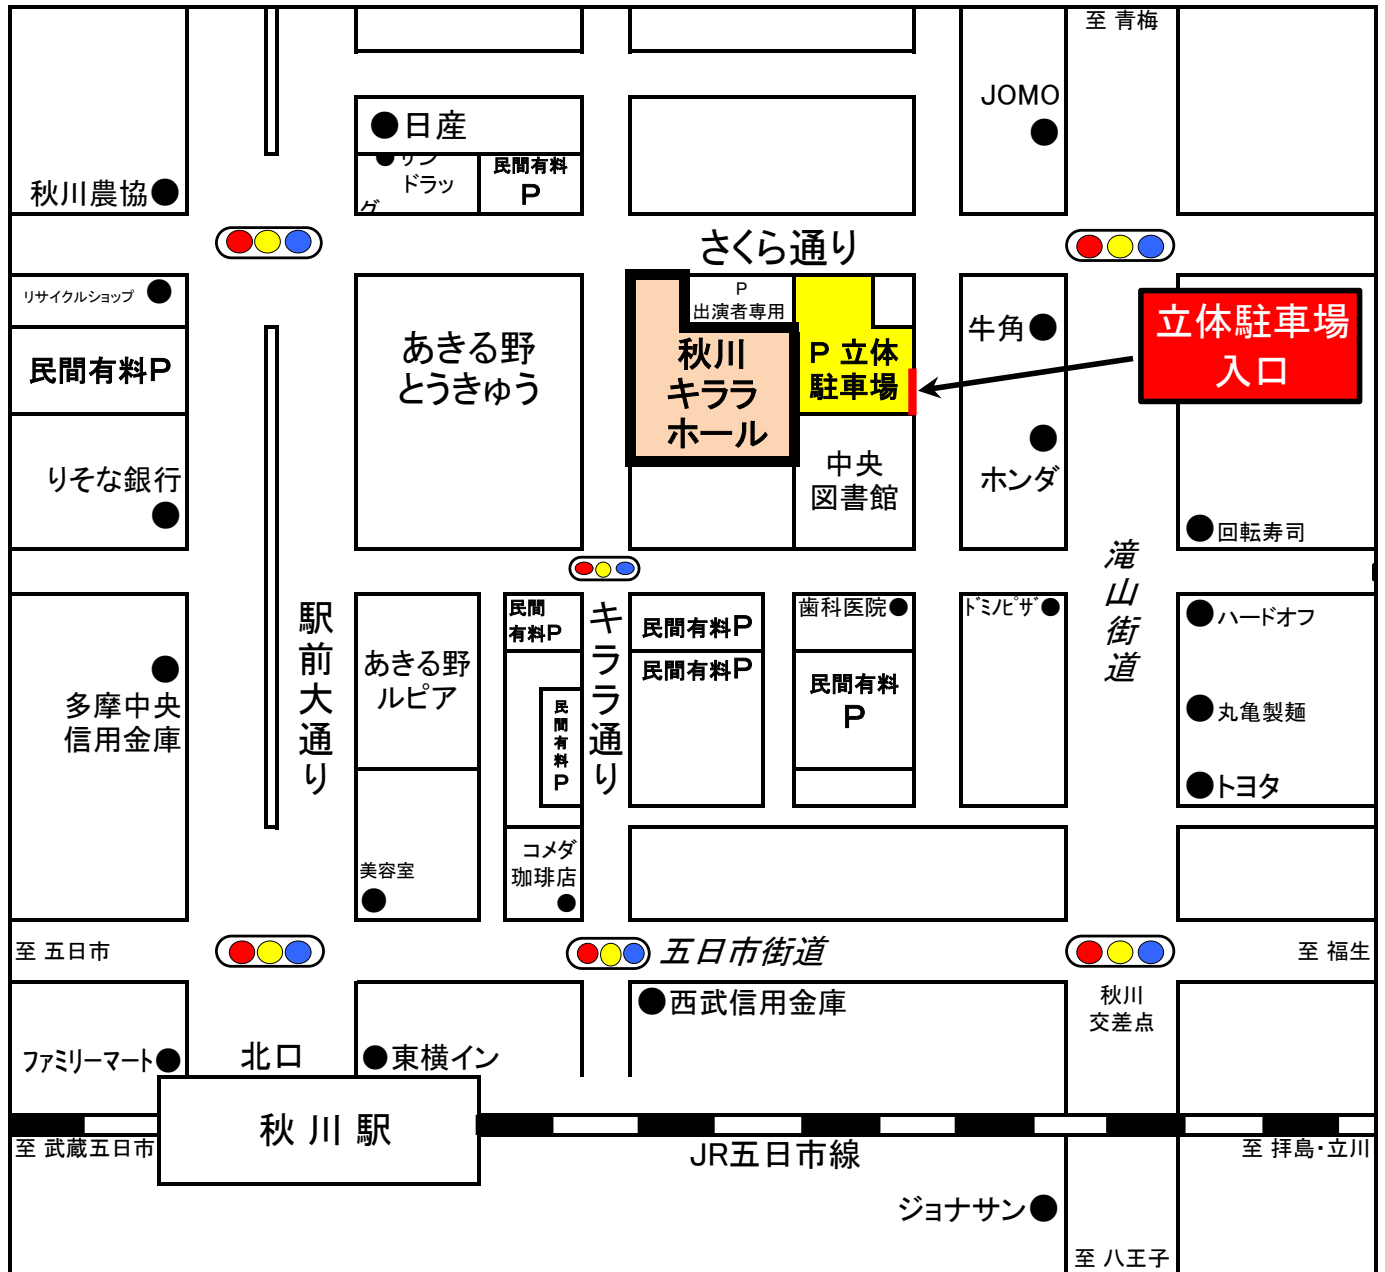 至 青梅
JOMO
日産
サン
ドラッ
グ
民間有料
P
秋川農協
さくら通り
リサイクルショップ
P
出演者専用
民間有料P
あきる野
とうきゅう
秋川
キララ
ホール
P 立体
駐車場
牛角
立体駐車場
入口
りそな銀行
中央
図書館
ホンダ
回転寿司
滝山街道
駅前大通り
キララ通り
民間
有料P
民間有料P
民間有料P
歯科医院
ドミノピザ
ハードオフ
あきる野
ルピア
多摩中央
信用金庫
民間有料P
民間有料
P
丸亀製麺
トヨタ
美容室
コメダ
珈琲店
至 五日市
五日市街道
至 福生
西武信用金庫
秋川
交差点
ファミリーマート
北口
東横イン
秋川駅
至 武蔵五日市
JR五日市線
至 拝島・立川
ジョナサン
至 八王子